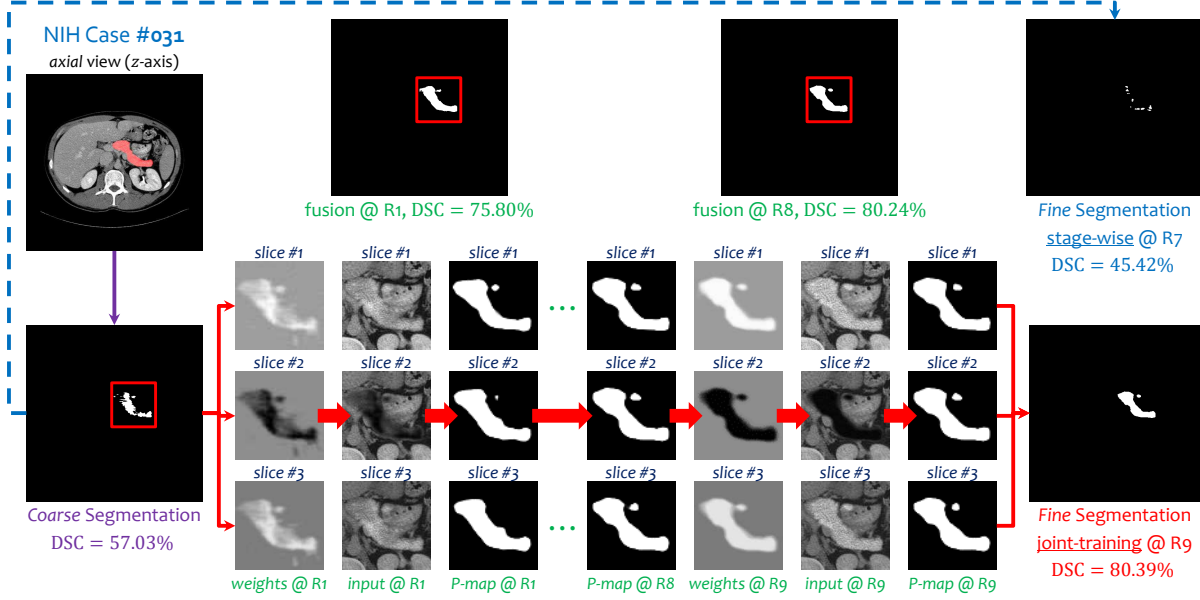 NIH Case #031
axial view (z-axis)
fusion @ R1, DSC = 75.80%
fusion @ R8, DSC = 80.24%
Fine Segmentation
stage-wise @ R7
DSC = 45.42%
slice #1 slice #1 slice #1 slice #1 slice #1 slice #1 slice #1
...
slice #2 slice #2 slice #2 slice #2 slice #2 slice #2 slice #2
slice #3 slice #3 slice #3 slice #3 slice #3 slice #3 slice #3
...
Coarse Segmentation
DSC = 57.03%
weights @ R1 input @ R1 P-map @ R1 P-map @ R8 weights @ R9 input @ R9 P-map @ R9
Fine Segmentation
joint-training @ R9
DSC = 80.39%